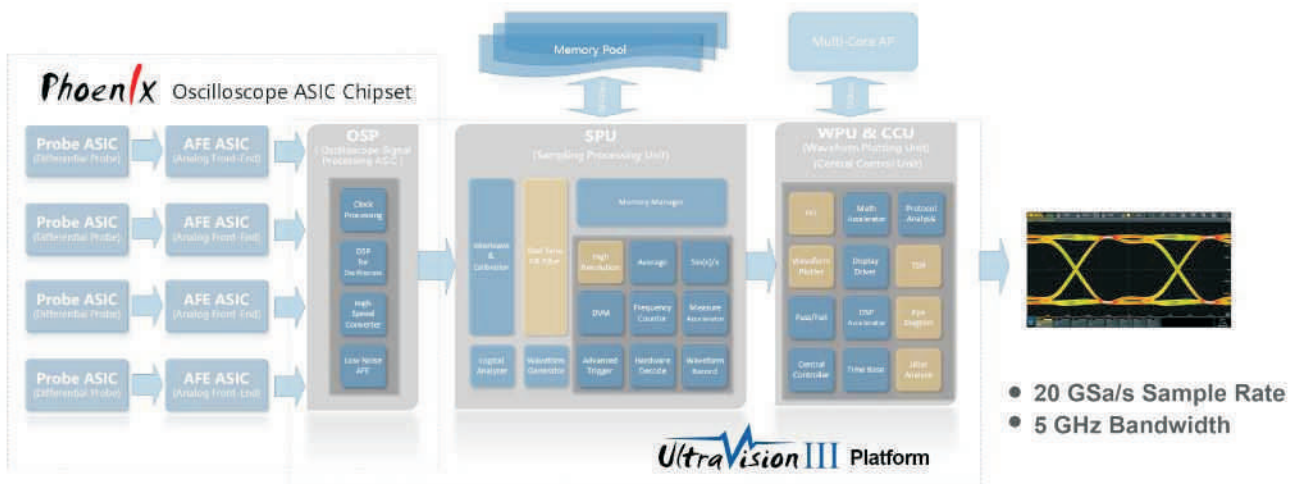 Memory Pool
Multi-Core AP
Phoenix Oscilloscope ASIC Chipset
Probe ASIC
(Differential Probe)
AFE ASIC
(Analog Front-End)
Probe ASIC
(Differential Probe)
AFE ASIC
(Analog Front-End)
Probe ASIC
(Differential Probe)
AFE ASIC
(Analog Front-End)
Probe ASIC
(Differential Probe)
AFE ASIC
(Analog Front-End)
OSP
( Oscilloscope Signal
Processing ASIC )
Clock
Processing
High
Speed
Converter
Low Noise
AFE
SPU
(Sampling Processing Unit)
Memory Manager
High
Resolution
Average
Sin(x)/x
DVM
Frequency
Counter
Measure
Accelerator
Logical
Analyzer
Waveform
Generator
Advanced
Trigger
Hardware
Decode
Waveform
Record
WPU & CCU
(Waveform Plotting Unit)
(Central Control Unit)
Math
Accelerator
Protocol
Analysis
Waveform
Plotter
Display
Driver
Pass/Fail
DSP
Accelerator
Eye
Diagram
Central
Controller
Time Base
Jitter
Analysis
● 20 GSa/s Sample Rate
● 5 GHz Bandwidth
UltraVision III Platform